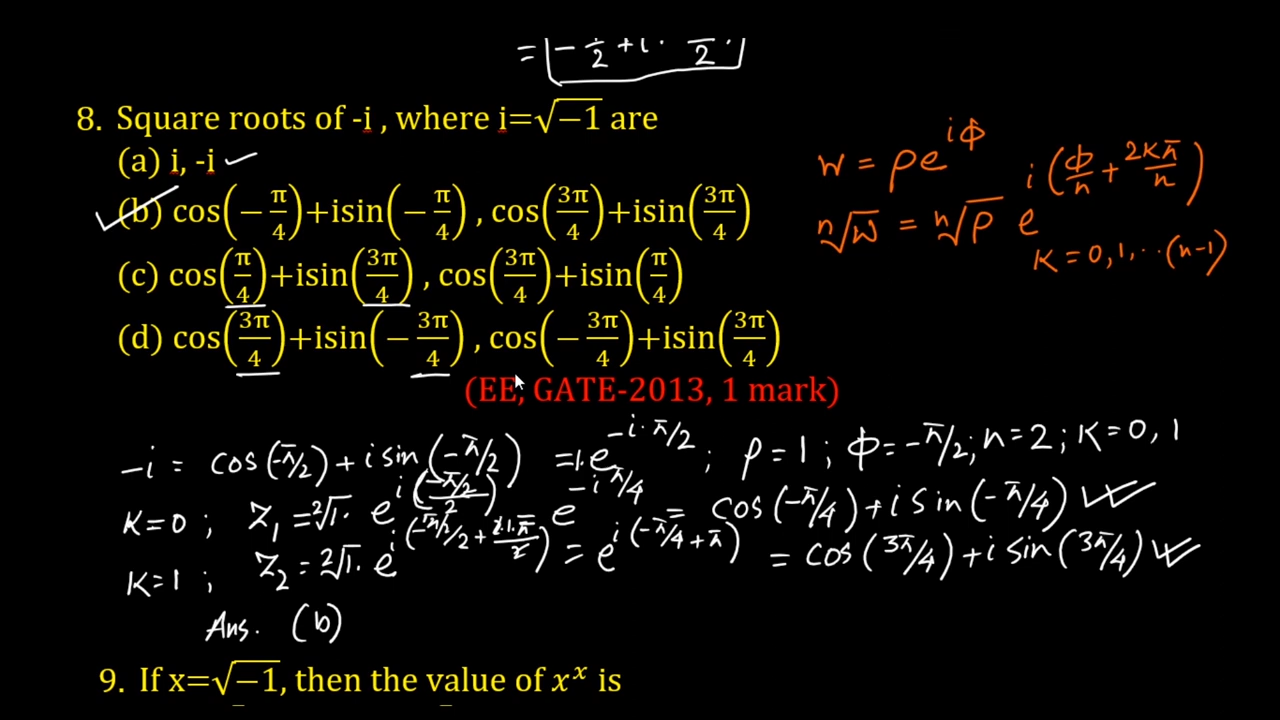 = -1/2 + i · /2 ·
8. Square roots of -i , where i=√−1 are
(a) i, -i ✓
(b) cos(−π/4)+isin(−π/4) , cos(3π/4)+isin(3π/4)
(c) cos(π/4)+isin(3π/4) , cos(3π/4)+isin(π/4)
(d) cos(3π/4)+isin(−3π/4) , cos(−3π/4)+isin(3π/4)
(EE, GATE-2013, 1 mark)
w = ρe^{iΦ}
ⁿ√w = ⁿ√ρ e^{i(Φ/n + 2Kπ/n)}
K = 0,1,··(n-1)
-i = cos(-π/2) + i sin(-π/2) = 1·e^{-i·π/2} ; ρ = 1 ; Φ = -π/2; n = 2 ; K = 0, 1
K=0 ; Z₁ = ²√1· e^{i((-π/2)/2)} e^{-iπ/4} = cos(-π/4) + i sin(-π/4) ✓
K=1 ; Z₂ = ²√1· e^{i(-π/2/2 + 2·1·π/2)} = e^{i(-π/4 + π)} = cos(3π/4) + i sin(3π/4) ✓
Ans. (b)
9. If x=√−1, then the value of xˣ is